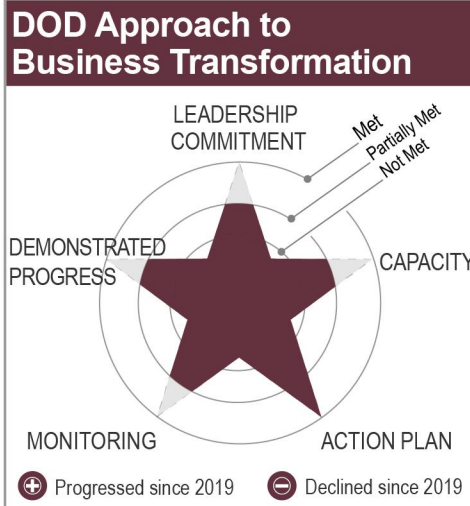 DOD Approach to
Business Transformation
LEADERSHIP
COMMITMENT
Met
Partially Met
Not Met
DEMONSTRATED
PROGRESS
CAPACITY
MONITORING
ACTION PLAN
Progressed since 2019
Declined since 2019